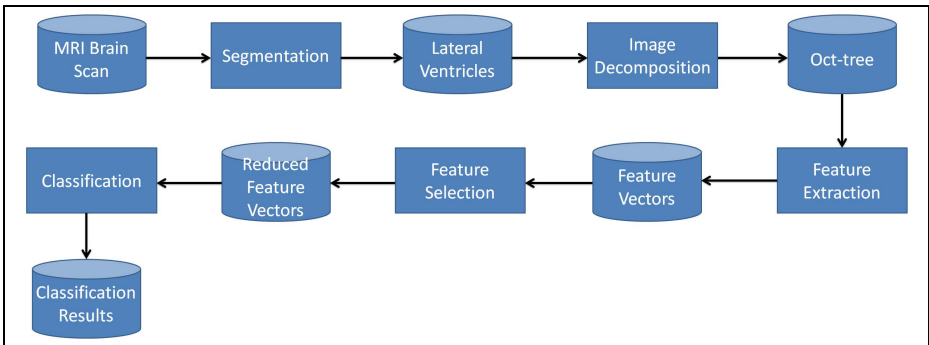 MRI Brain
Scan
Segmentation
Lateral
Ventricles
Image
Decomposition
Oct-tree
Classification
Reduced
Feature
Vectors
Feature
Selection
Feature
Vectors
Feature
Extraction
Classification
Results